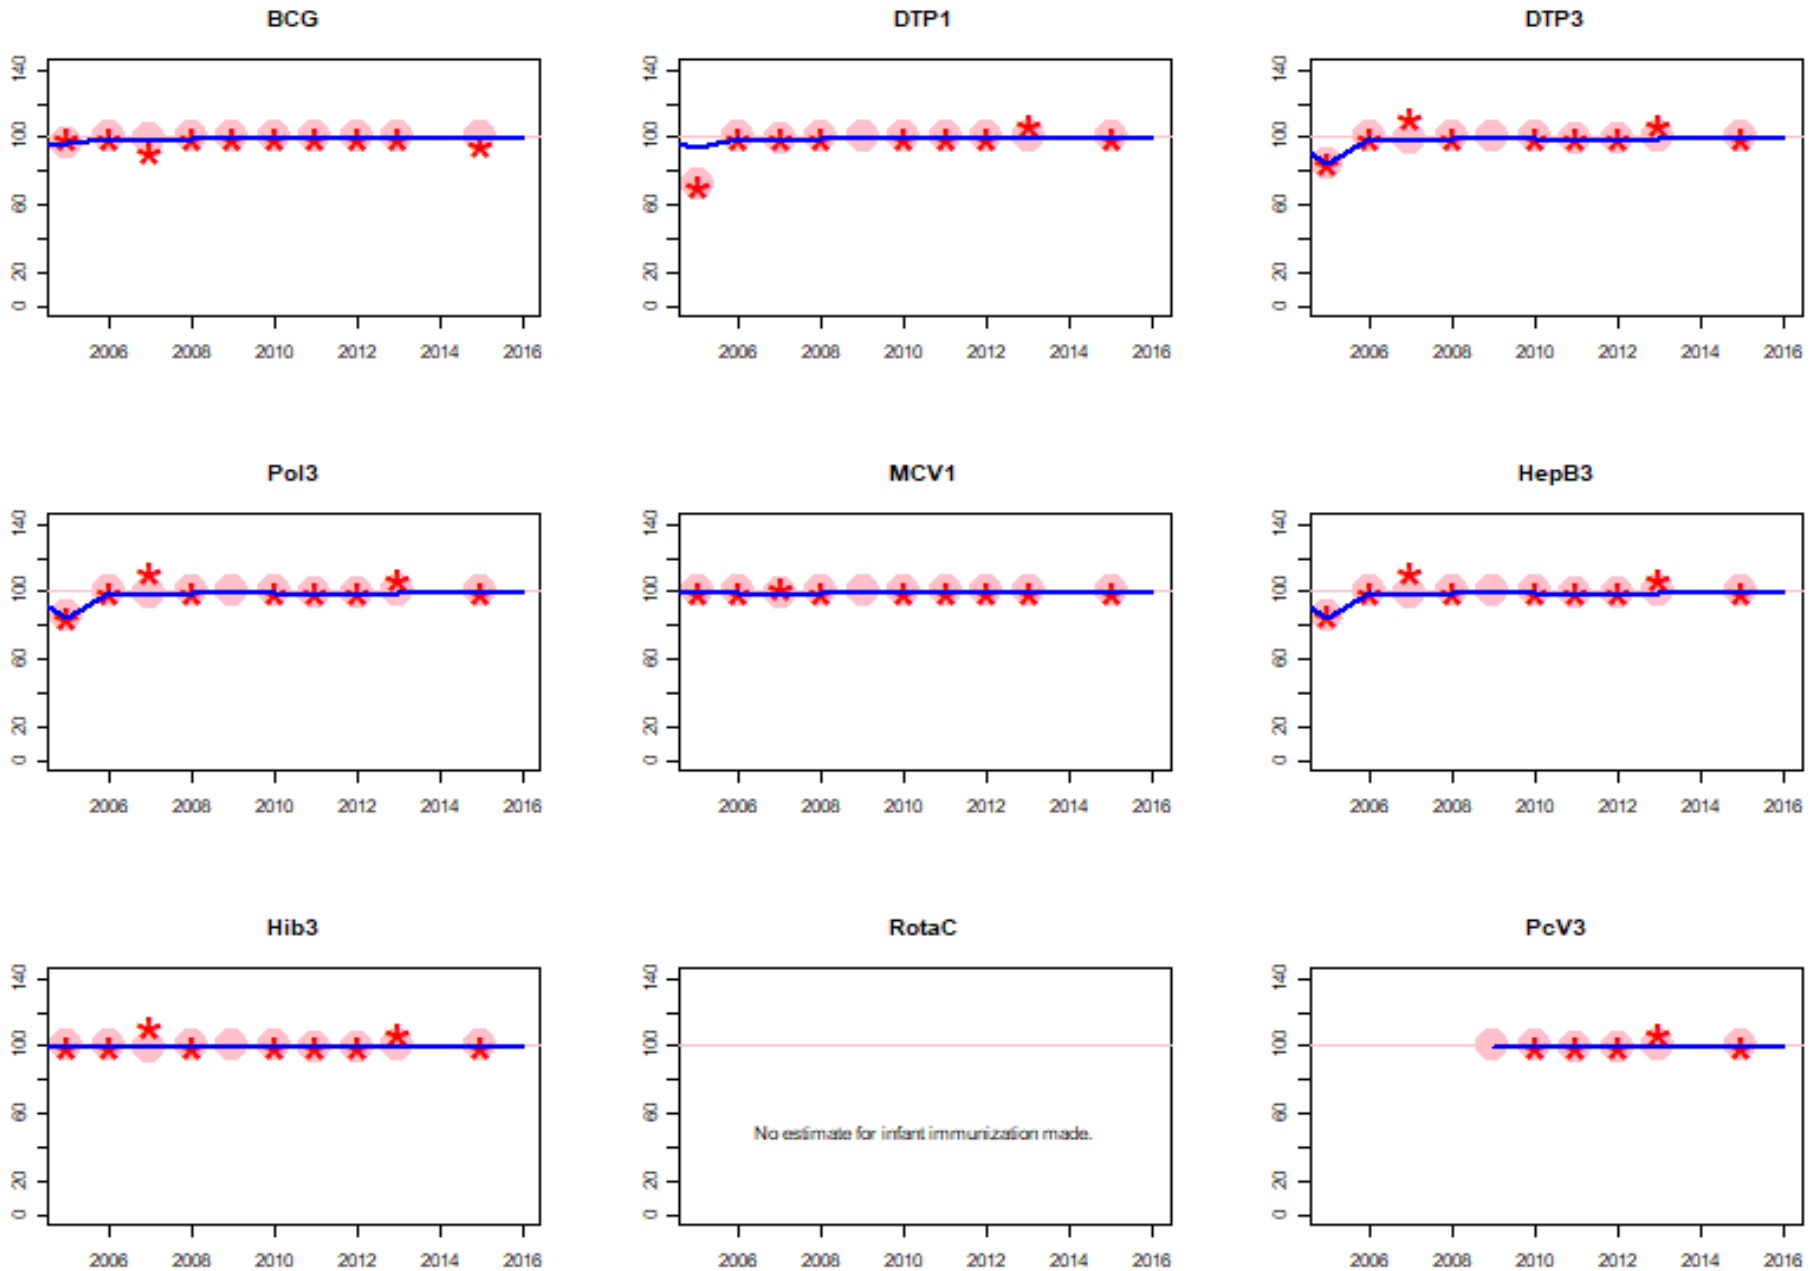 BCG DTP1 DTP3
140 140 140
100 100 100
60 60 60
20 20 20
0 0 0
2006 2008 2010 2012 2014 2016 2006 2008 2010 2012 2014 2016 2006 2008 2010 2012 2014 2016
Pol3 MCV1 HepB3
140 140 140
100 100 100
60 60 60
20 20 20
0 0 0
2006 2008 2010 2012 2014 2016 2006 2008 2010 2012 2014 2016 2006 2008 2010 2012 2014 2016
Hib3 RotaC PcV3
140 140 140
100 100 100
60 60 60
No estimate for infant immunization made.
20 20 20
0 0 0
2006 2008 2010 2012 2014 2016 2006 2008 2010 2012 2014 2016 2006 2008 2010 2012 2014 2016